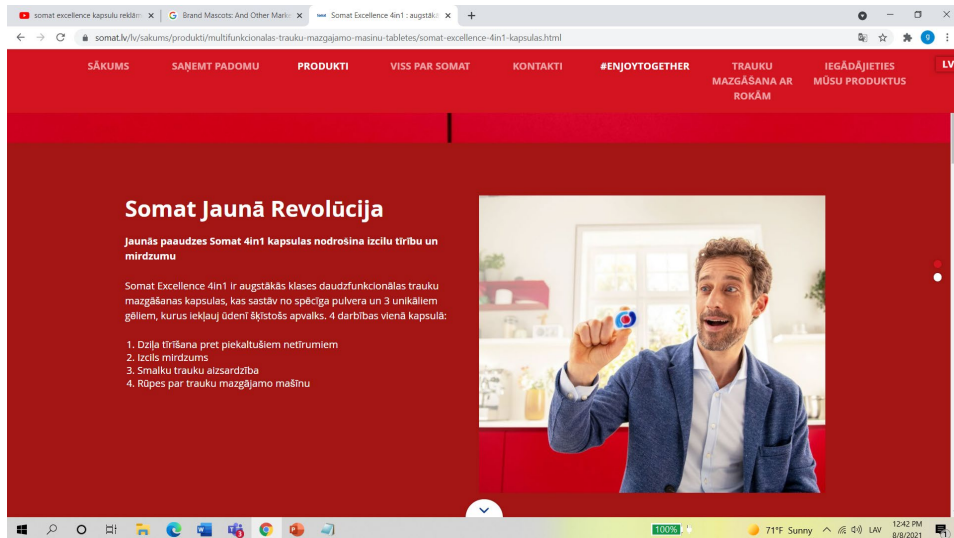 somat excellence kapsulu reklām
Brand Mascots: And Other Marke
Somat Excellence 4in1 : augstāk
somat.lv/lv/sakums/produkti/multifunkcionalas-trauku-mazgajamo-masinu-tabletes/somat-excellence-4in1-kapsulas.html
SĀKUMS
SAŅEMT PADOMU
PRODUKTI
VISS PAR SOMAT
KONTAKTI
#ENJOYTOGETHER
TRAUKU
MAZGĀŠANA AR
ROKĀM
IEGĀDĀJIETIES
MŪSU PRODUKTUS
LV
Somat Jaunā Revolūcija
Jaunās paaudzes Somat 4in1 kapsulas nodrošina izcilu tīrību un
mirdzumu
Somat Excellence 4in1 ir augstākās klases daudzfunkcionālas trauku
mazgāšanas kapsulas, kas sastāv no spēcīga pulvera un 3 unikāliem
gēliem, kurus iekļauj ūdenī šķīstošs apvalks. 4 darbības vienā kapsulā:
1. Dziļa tīrīšana pret piekaltušiem netīrumiem
2. Izcils mirdzums
3. Smalku trauku aizsardzība
4. Rūpes par trauku mazgājamo mašīnu
100%
71°F Sunny
LAV
12:42 PM
8/8/2021